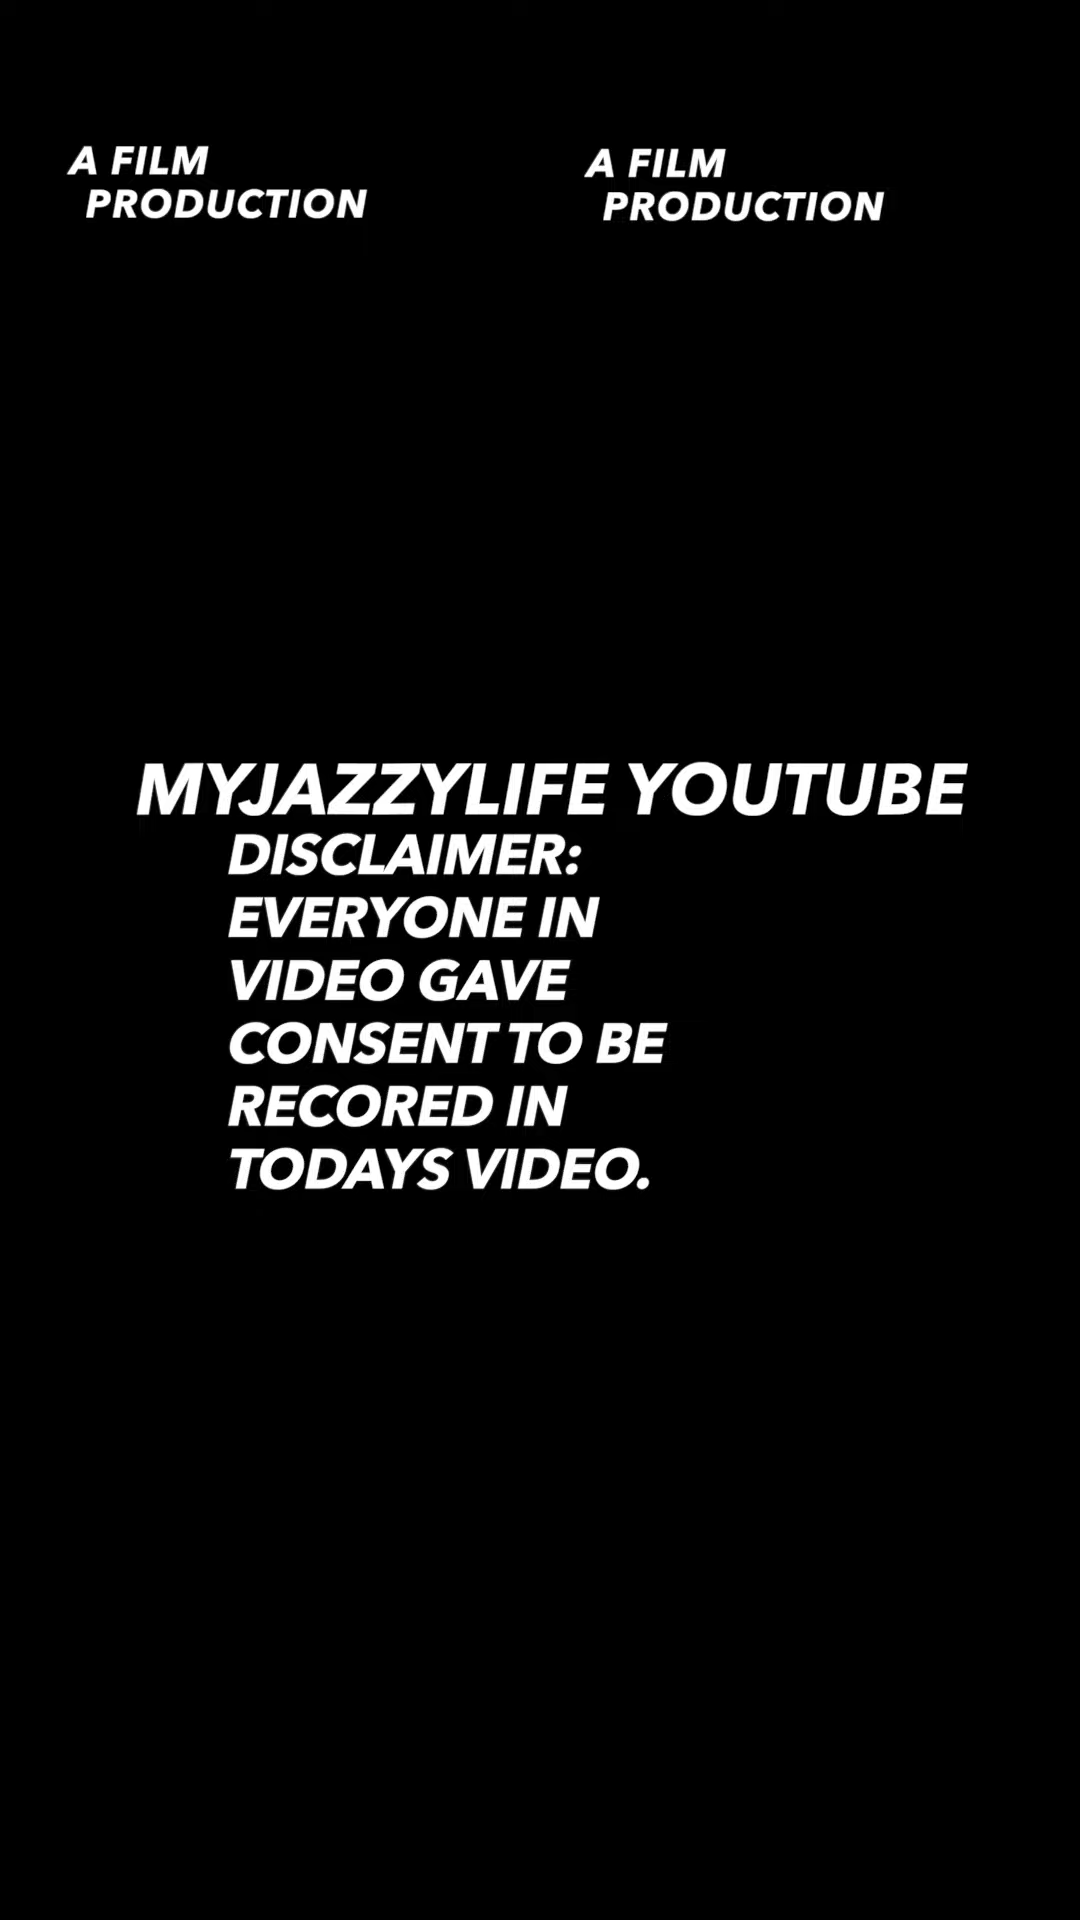 A FILM
PRODUCTION
A FILM
PRODUCTION
MYJAZZYLIFE YOUTUBE
DISCLAIMER:
EVERYONE IN
VIDEO GAVE
CONSENT TO BE
RECORED IN
TODAYS VIDEO.